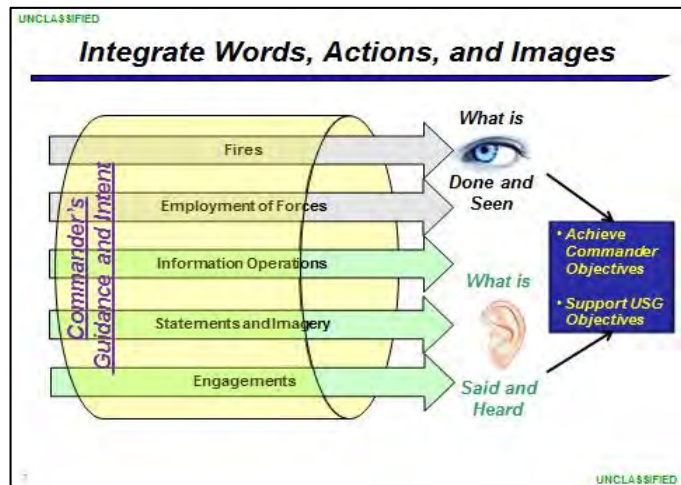 UNCLASSIFIED
Integrate Words, Actions, and Images
Commander's
Guidance and Intent
Fires
Employment of Forces
Information Operations
Statements and Imagery
Engagements
What is
Done and
Seen
What is
Said and
Heard
• Achieve
Commander
Objectives
• Support USG
Objectives
7
UNCLASSIFIED